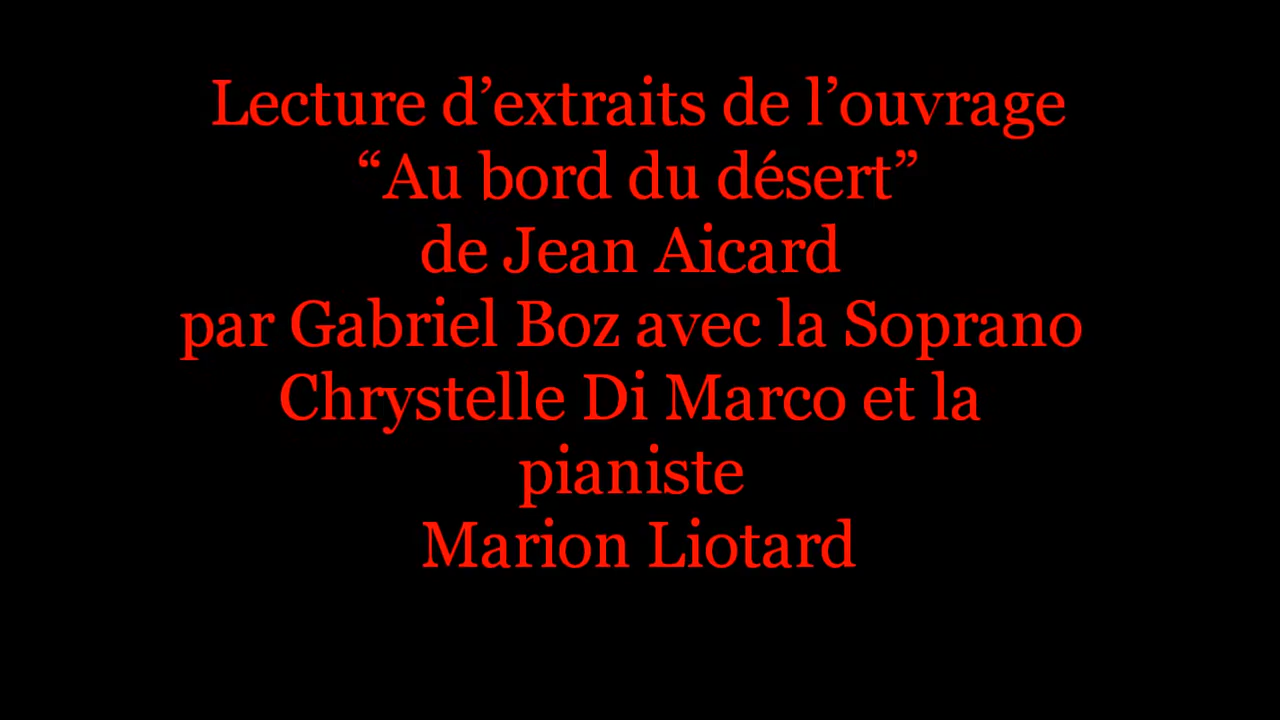 Lecture d’extraits de l’ouvrage
“Au bord du désert”
de Jean Aicard
par Gabriel Boz avec la Soprano
Chrystelle Di Marco et la
pianiste
Marion Liotard